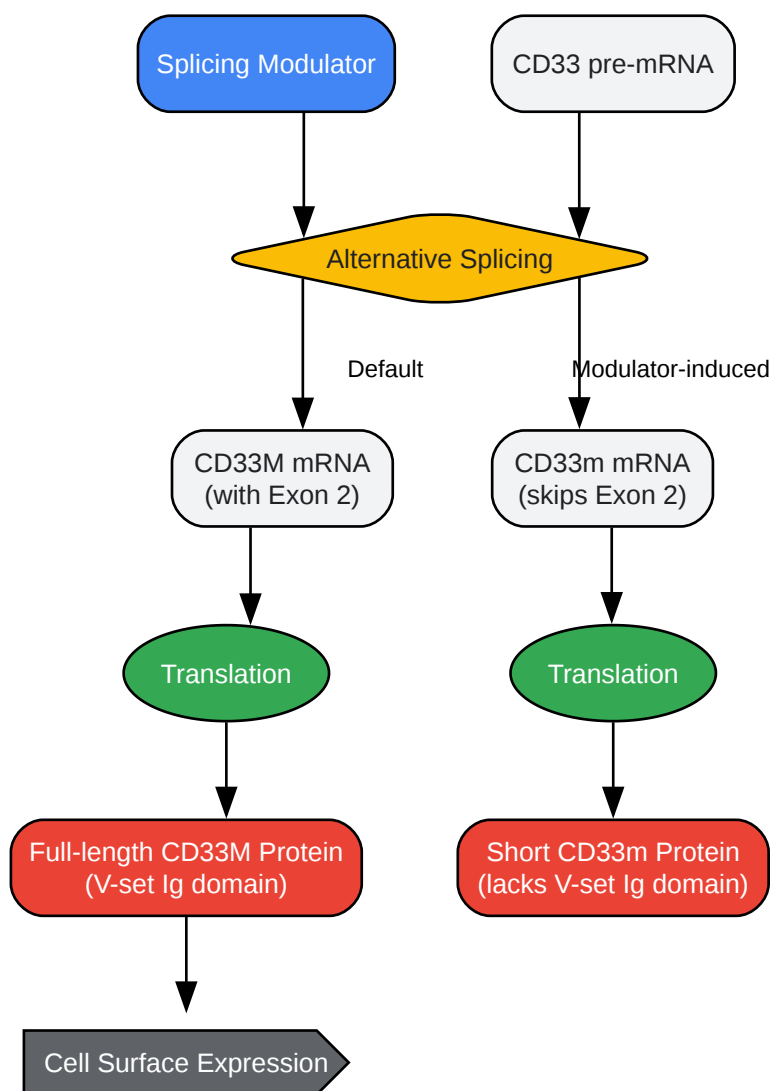 Splicing Modulator
CD33 pre-mRNA
Alternative Splicing
Default
Modulator-induced
CD33M mRNA
(with Exon 2)
CD33m mRNA
(skips Exon 2)
Translation
Translation
Full-length CD33M Protein
(V-set Ig domain)
Short CD33m Protein
(lacks V-set Ig domain)
Cell Surface Expression